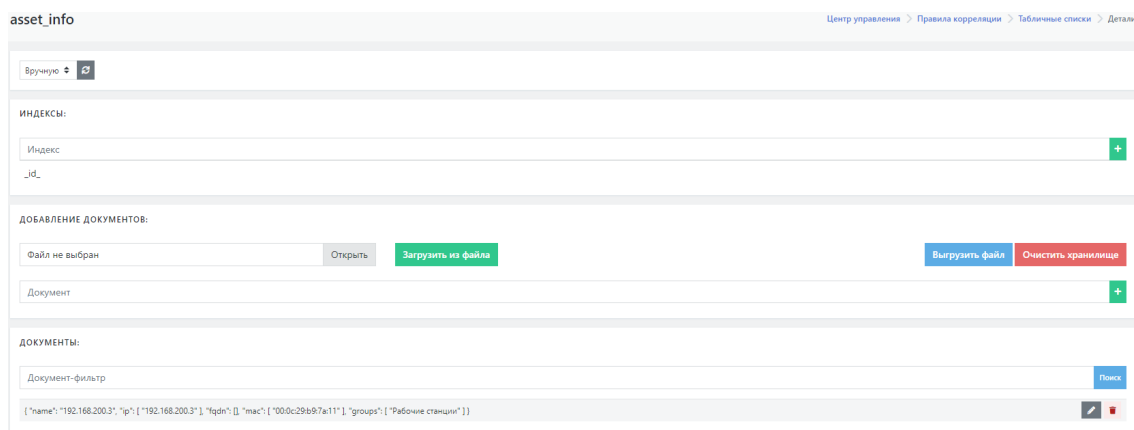 asset_info
Центр управления > Правила корреляции > Табличные списки > Детали
Вручную
ИНДЕКСЫ:
Индекс
+
_id_
ДОБАВЛЕНИЕ ДОКУМЕНТОВ:
Файл не выбран Открыть Загрузить из файла Выгрузить файл Очистить хранилище
Документ
+
ДОКУМЕНТЫ:
Документ-фильтр Поиск
{ "name": "192.168.200.3", "ip": [ "192.168.200.3" ], "fqdn": [], "mac": [ "00:0c:29:b9:7a:11" ], "groups": [ "Рабочие станции" ] }